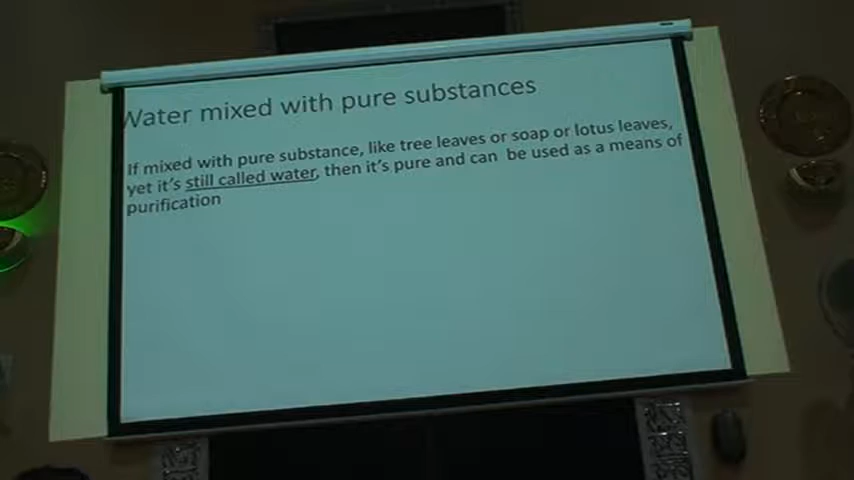 Water mixed with pure substances
If mixed with pure substance, like tree leaves or soap or lotus leaves,
yet it's still called water, then it's pure and can be used as a means of
purification